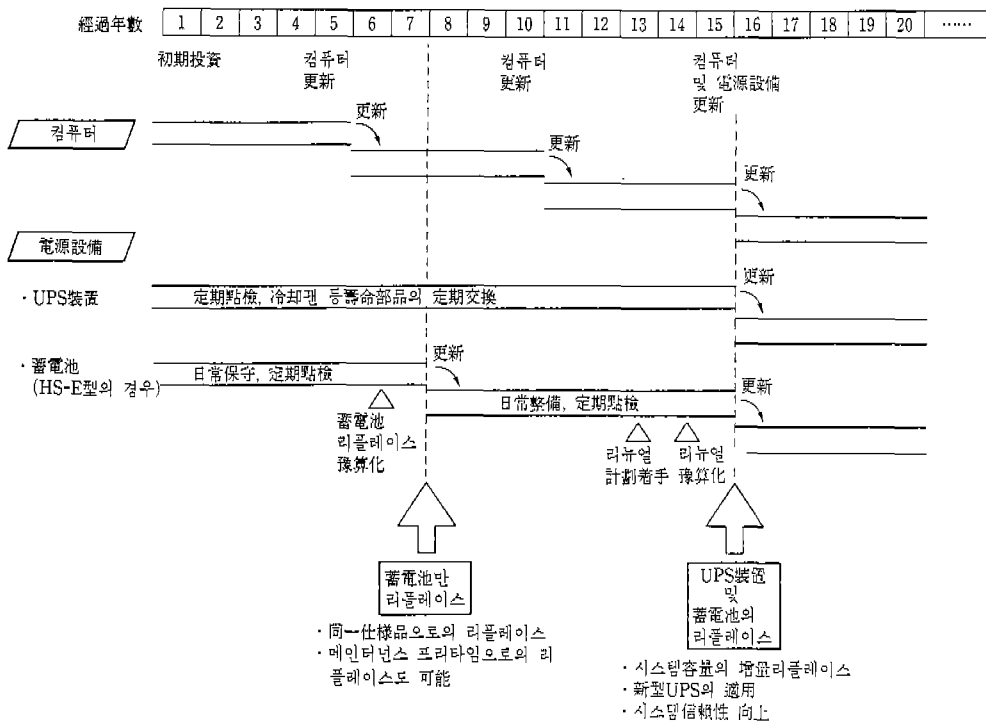 經過年數 1 2 3 4 5 6 7 8 9 10 11 12 13 14 15 16 17 18 19 20 ……
初期投資
컴퓨터
更新
컴퓨터
更新
컴퓨터
및 電源設備
更新
컴퓨터
更新
更新
更新
電源設備
· UPS裝置
定期點檢, 冷却팬 등壽命部品의 定期交換
更新
· 蓄電池
(HS-E型의 경우)
日常保守, 定期點檢
更新
日常整備, 定期點檢
更新
蓄電池
리플레이스
豫算化
리뉴얼
計劃着手
리뉴얼
豫算化
蓄電池만
리플레이스
· 同一仕様品으로의 리플레이스
· 메인터넌스 프리타임으로의 리
플레이스도 可能
UPS裝置
및
蓄電池의
리플레이스
· 시스템容量의 增量리플레이스
· 新型UPS의 適用
· 시스템信賴性 向上